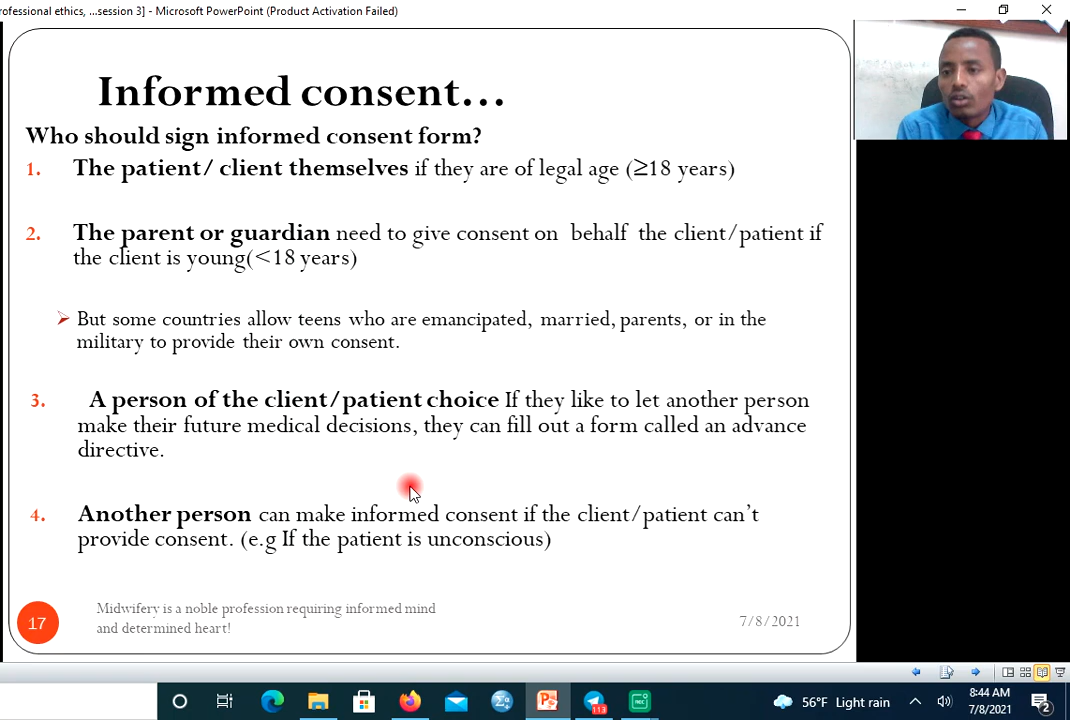 rofessional ethics, ...session 3] - Microsoft PowerPoint (Product Activation Failed)
Informed consent...
Who should sign informed consent form?
1. The patient/ client themselves if they are of legal age (≥18 years)
2. The parent or guardian need to give consent on behalf the client/patient if
the client is young(<18 years)
➢ But some countries allow teens who are emancipated, married, parents, or in the
military to provide their own consent.
3. A person of the client/patient choice If they like to let another person
make their future medical decisions, they can fill out a form called an advance
directive.
4. Another person can make informed consent if the client/patient can't
provide consent. (e.g If the patient is unconscious)
17
Midwifery is a noble profession requiring informed mind
and determined heart!
7/8/2021
113
REC
56°F Light rain
8:44 AM
7/8/2021
2